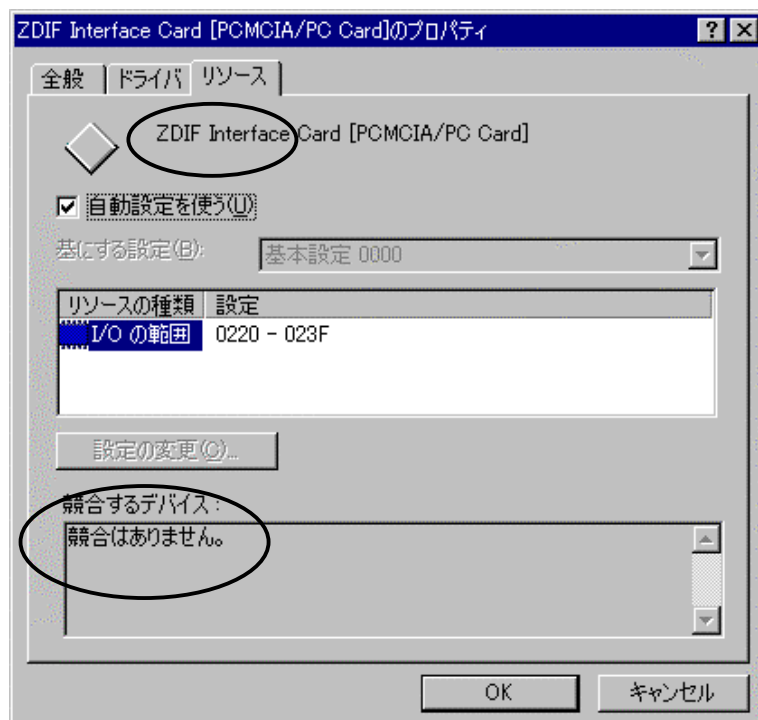 ZDIF Interface Card [PCMCIA/PC Card]のプロパティ
全般 ドライバ リソース
ZDIF Interface Card [PCMCIA/PC Card]
自動設定を使う(U)
基にする設定(B): 基本設定 0000
リソースの種類 設定
I/O の範囲 0220 - 023F
設定の変更(C)...
競合するデバイス:
競合はありません。
OK キャンセル